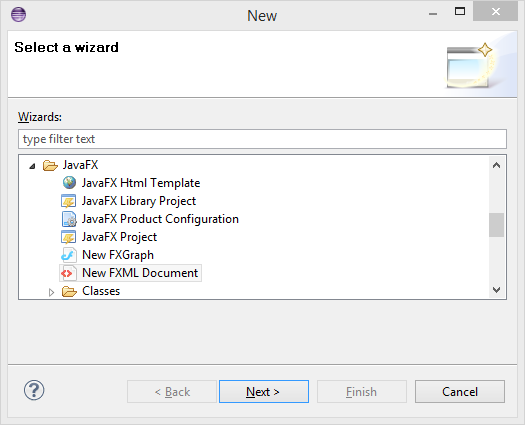 New
Select a wizard
Wizards:
type filter text
JavaFX
JavaFX Html Template
JavaFX Library Project
JavaFX Product Configuration
JavaFX Project
New FXGraph
New FXML Document
Classes
< Back Next > Finish Cancel